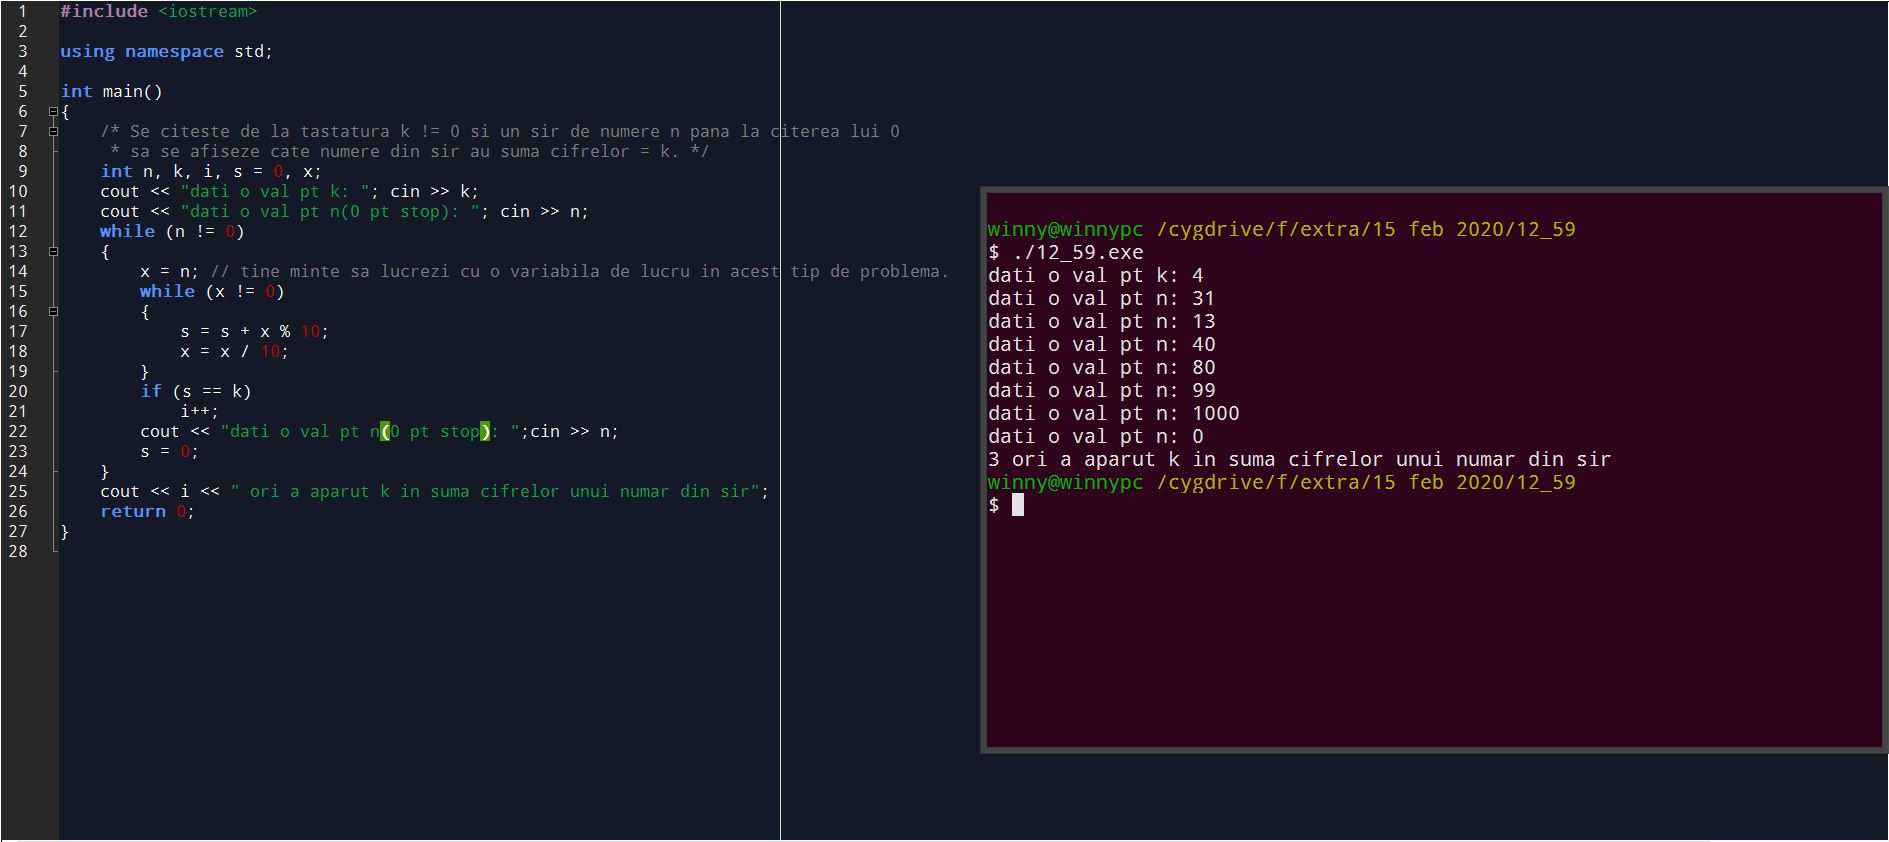 1 #include <iostream>
2
3 using namespace std;
4
5 int main()
6 {
7 /* Se citeste de la tastatura k != 0 si un sir de numere n pana la citerea lui 0
8 * sa se afiseze cate numere din sir au suma cifrelor = k. */
9 int n, k, i, s = 0, x;
10 cout << "dati o val pt k: "; cin >> k;
11 cout << "dati o val pt n(0 pt stop): "; cin >> n;
12 while (n != 0)
13 {
14 x = n; // tine minte sa lucrezi cu o variabila de lucru in acest tip de problema.
15 while (x != 0)
16 {
17 s = s + x % 10;
18 x = x / 10;
19 }
20 if (s == k)
21 i++;
22 cout << "dati o val pt n(0 pt stop): ";cin >> n;
23 s = 0;
24 }
25 cout << i << " ori a aparut k in suma cifrelor unui numar din sir";
26 return 0;
27 }
28
winny@winnypc /cygdrive/f/extra/15 feb 2020/12_59
$ ./12_59.exe
dati o val pt k: 4
dati o val pt n: 31
dati o val pt n: 13
dati o val pt n: 40
dati o val pt n: 80
dati o val pt n: 99
dati o val pt n: 1000
dati o val pt n: 0
3 ori a aparut k in suma cifrelor unui numar din sir
winny@winnypc /cygdrive/f/extra/15 feb 2020/12_59
$